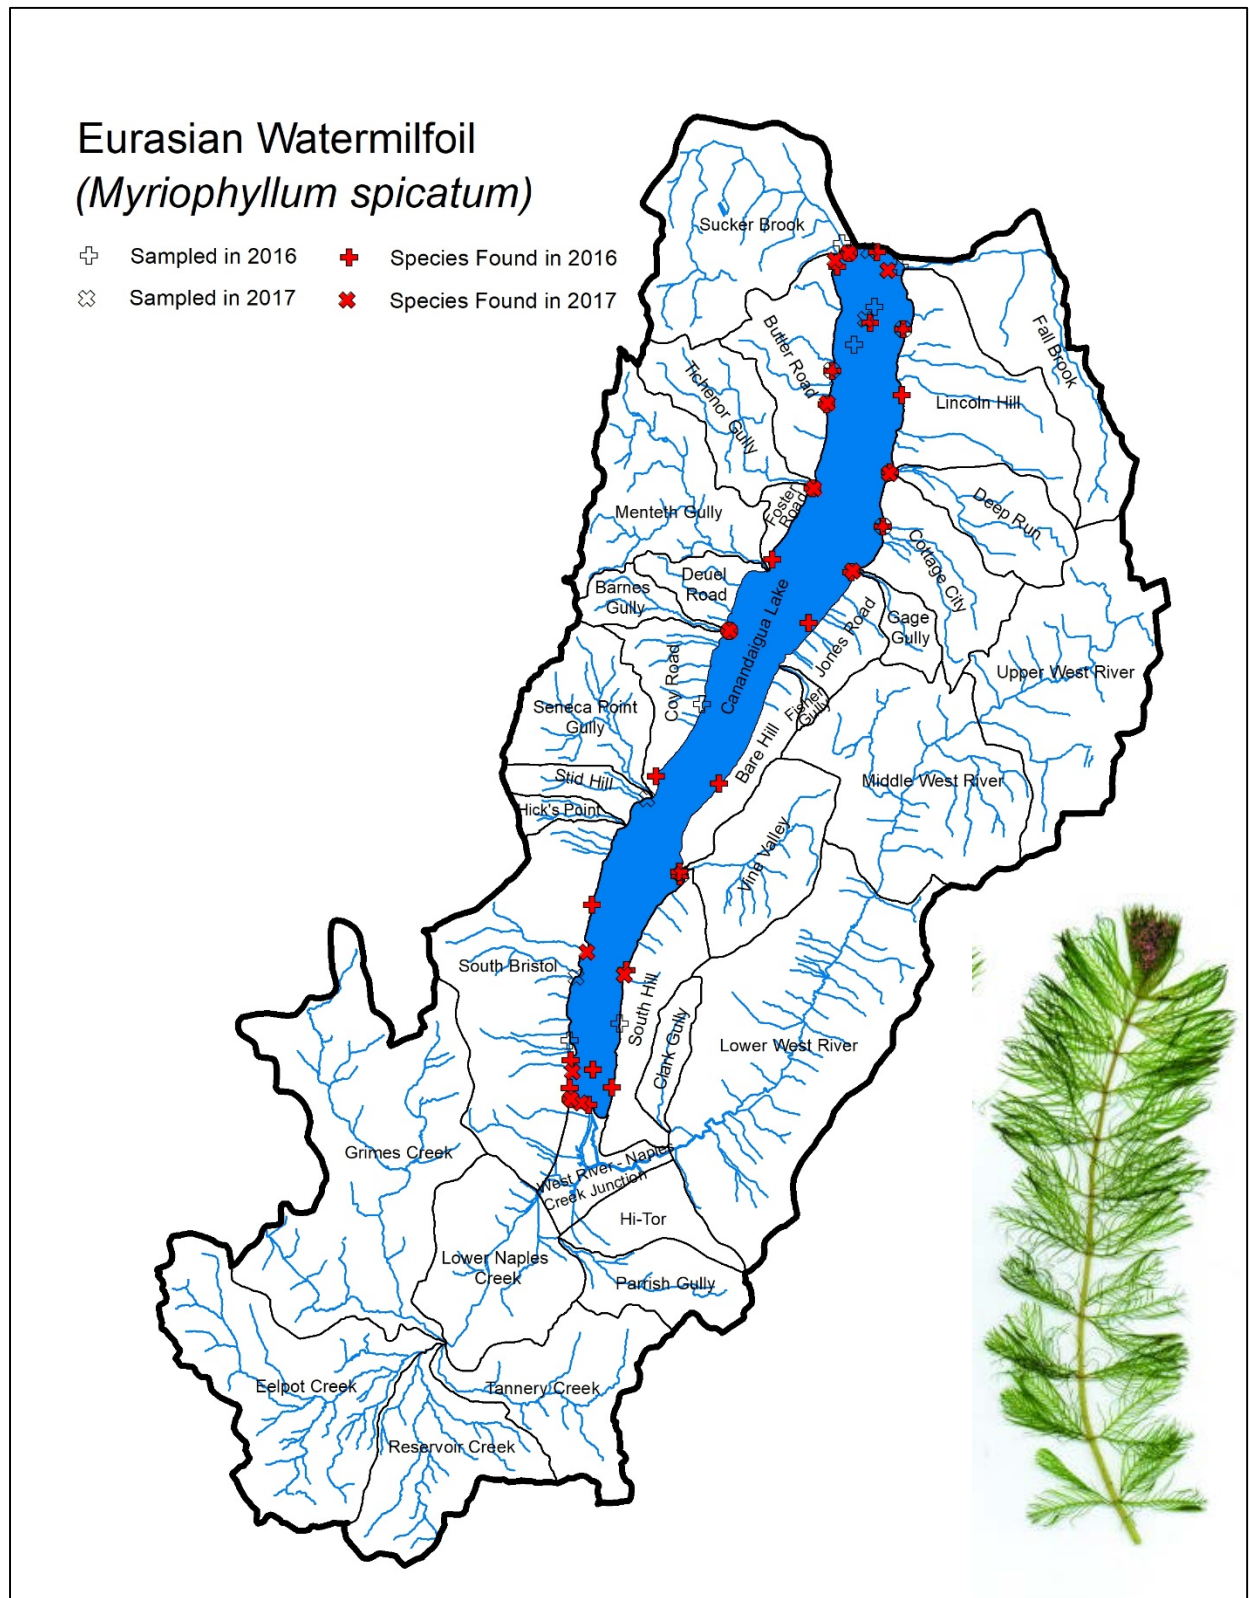 Eurasian Watermilfoil
(Myriophyllum spicatum)
Sampled in 2016
Species Found in 2016
Sampled in 2017
Species Found in 2017
Sucker Brook
Fall Brook
Butler Road
Tichenor Gully
Lincoln Hill
Foster
Road
Menteth Gully
Deep Run
Cottage City
Deuel
Road
Barnes
Gully
Canandaigua Lake
Jones Road
Gage
Gully
Upper West River
Coy Road
Fisher
Gully
Seneca Point
Gully
Bare Hill
Stid Hill
Middle West River
Hick's Point
Vine Valley
South Bristol
South Hill
Clark Gully
Lower West River
Grimes Creek
West River - Naples
Creek Junction
Hi-Tor
Lower Naples
Creek
Parrish Gully
Eelpot Creek
Tannery Creek
Reservoir Creek